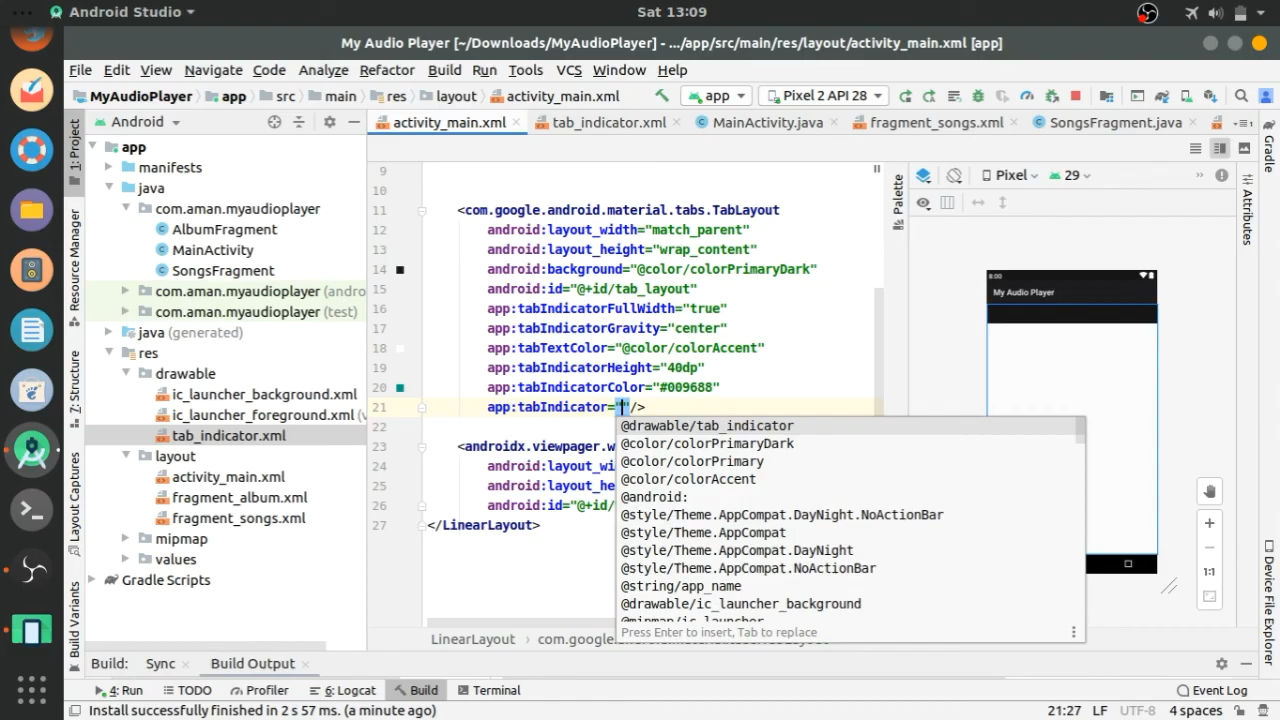 Android Studio
Sat 13:09
My Audio Player [~/Downloads/MyAudioPlayer] - .../app/src/main/res/layout/activity_main.xml [app]
File Edit View Navigate Code Analyze Refactor Build Run Tools VCS Window Help
MyAudioPlayer app src main res layout activity_main.xml app Pixel 2 API 28
Android
activity_main.xml tab_indicator.xml MainActivity.java fragment_songs.xml SongsFragment.java
1: Project
Resource Manager
7: Structure
Layout Captures
Build Variants
app
manifests
java
com.aman.myaudioplayer
AlbumFragment
MainActivity
SongsFragment
com.aman.myaudioplayer (andro
com.aman.myaudioplayer (test)
java (generated)
res
drawable
ic_launcher_background.xml
ic_launcher_foreground.xml (
tab_indicator.xml
layout
activity_main.xml
fragment_album.xml
fragment_songs.xml
mipmap
values
Gradle Scripts
9
10
11 <com.google.android.material.tabs.TabLayout
12 android:layout_width="match_parent"
13 android:layout_height="wrap_content"
14 android:background="@color/colorPrimaryDark"
15 android:id="@+id/tab_layout"
16 app:tabIndicatorFullWidth="true"
17 app:tabIndicatorGravity="center"
18 app:tabTextColor="@color/colorAccent"
19 app:tabIndicatorHeight="40dp"
20 app:tabIndicatorColor="#009688"
21 app:tabIndicator=""/>
22
23 <androidx.viewpager.w
24 android:layout_wi
25 android:layout_he
26 android:id="@+id/
27 </LinearLayout>
@drawable/tab_indicator
@color/colorPrimaryDark
@color/colorPrimary
@color/colorAccent
@android:
@style/Theme.AppCompat.DayNight.NoActionBar
@style/Theme.AppCompat
@style/Theme.AppCompat.DayNight
@style/Theme.AppCompat.NoActionBar
@string/app_name
@drawable/ic_launcher_background
@mipmap/ic_launcher
Press Enter to insert, Tab to replace
LinearLayout
Palette
Pixel 29
8:00
My Audio Player
1:1
Gradle
Attributes
Device File Explorer
Build: Sync Build Output
4: Run TODO Profiler 6: Logcat Build Terminal Event Log
Install successfully finished in 2 s 57 ms. (a minute ago)
21:27 LF UTF-8 4 spaces